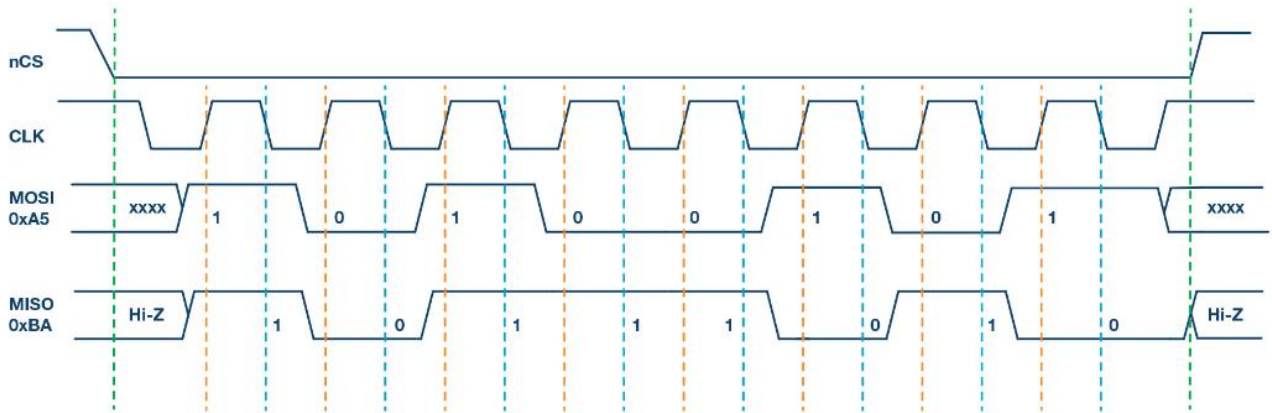 nCS
CLK
MOSI
0xA5
xxxx 1 0 1 0 0 1 0 1 xxxx
MISO
0xBA
Hi-Z 1 0 1 1 1 0 1 0 Hi-Z